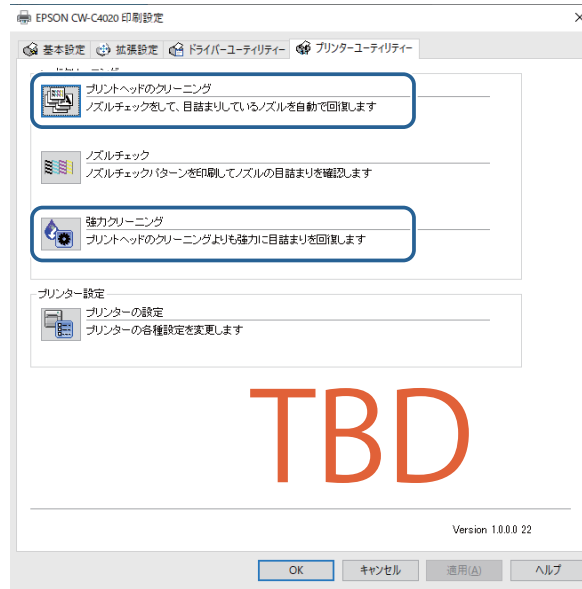 EPSON CW-C4020 印刷設定
基本設定 拡張設定 ドライバーユーティリティー プリンターユーティリティー
プリントヘッドのクリーニング
ノズルチェックをして、目詰まりしているノズルを自動で回復します
ノズルチェック
ノズルチェックパターンを印刷してノズルの目詰まりを確認します
強力クリーニング
プリントヘッドのクリーニングよりも強力に目詰まりを回復します
プリンター設定
プリンターの設定
プリンターの各種設定を変更します
TBD
Version 1.0.0.0 22
OK キャンセル 適用(A) ヘルプ